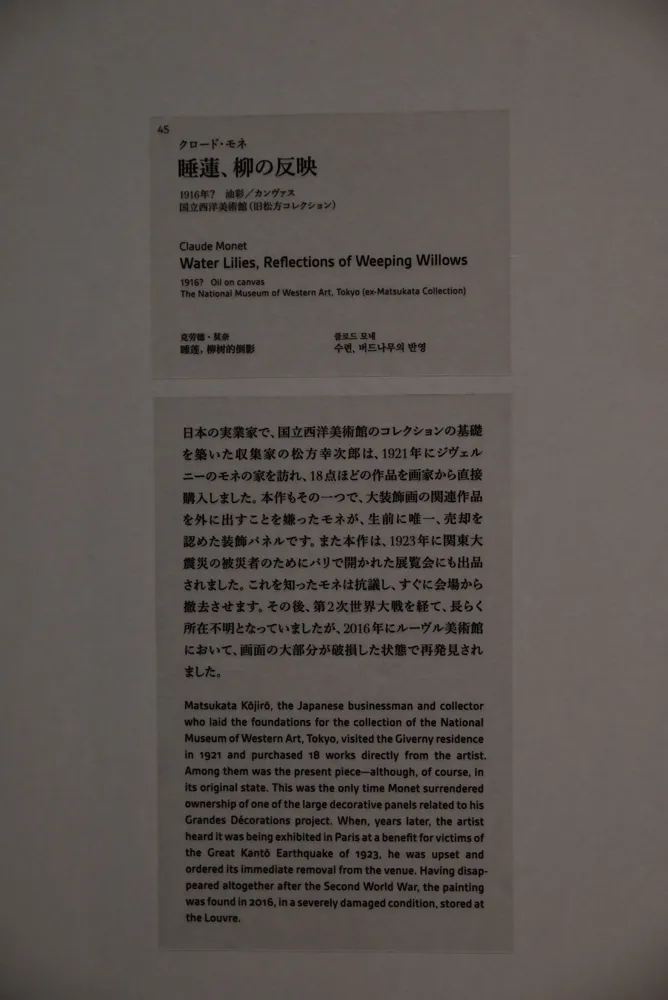 45
クロード・モネ
睡蓮、柳の反映
1916年? 油彩／カンヴァス
国立西洋美術館（旧松方コレクション）
Claude Monet
Water Lilies, Reflections of Weeping Willows
1916? Oil on canvas
The National Museum of Western Art, Tokyo (ex-Matsukata Collection)
克劳德・莫奈
睡莲，柳树的倒影
클로드 모네
수련, 버드나무의 반영
日本の実業家で、国立西洋美術館のコレクションの基礎
を築いた収集家の松方幸次郎は、1921年にジヴェル
ニーのモネの家を訪れ、18点ほどの作品を画家から直接
購入しました。本作もその一つで、大装飾画の関連作品
を外に出すことを嫌ったモネが、生前に唯一、売却を
認めた装飾パネルです。また本作は、1923年に関東大
震災の被災者のためにパリで開かれた展覧会にも出品
されました。これを知ったモネは抗議し、すぐに会場から
撤去させます。その後、第2次世界大戦を経て、長らく
所在不明となっていましたが、2016年にルーヴル美術館
において、画面の大部分が破損した状態で再発見され
ました。
Matsukata Kōjirō, the Japanese businessman and collector
who laid the foundations for the collection of the National
Museum of Western Art, Tokyo, visited the Giverny residence
in 1921 and purchased 18 works directly from the artist.
Among them was the present piece—although, of course, in
its original state. This was the only time Monet surrendered
ownership of one of the large decorative panels related to his
Grandes Décorations project. When, years later, the artist
heard it was being exhibited in Paris at a benefit for victims of
the Great Kantō Earthquake of 1923, he was upset and
ordered its immediate removal from the venue. Having disap-
peared altogether after the Second World War, the painting
was found in 2016, in a severely damaged condition, stored at
the Louvre.